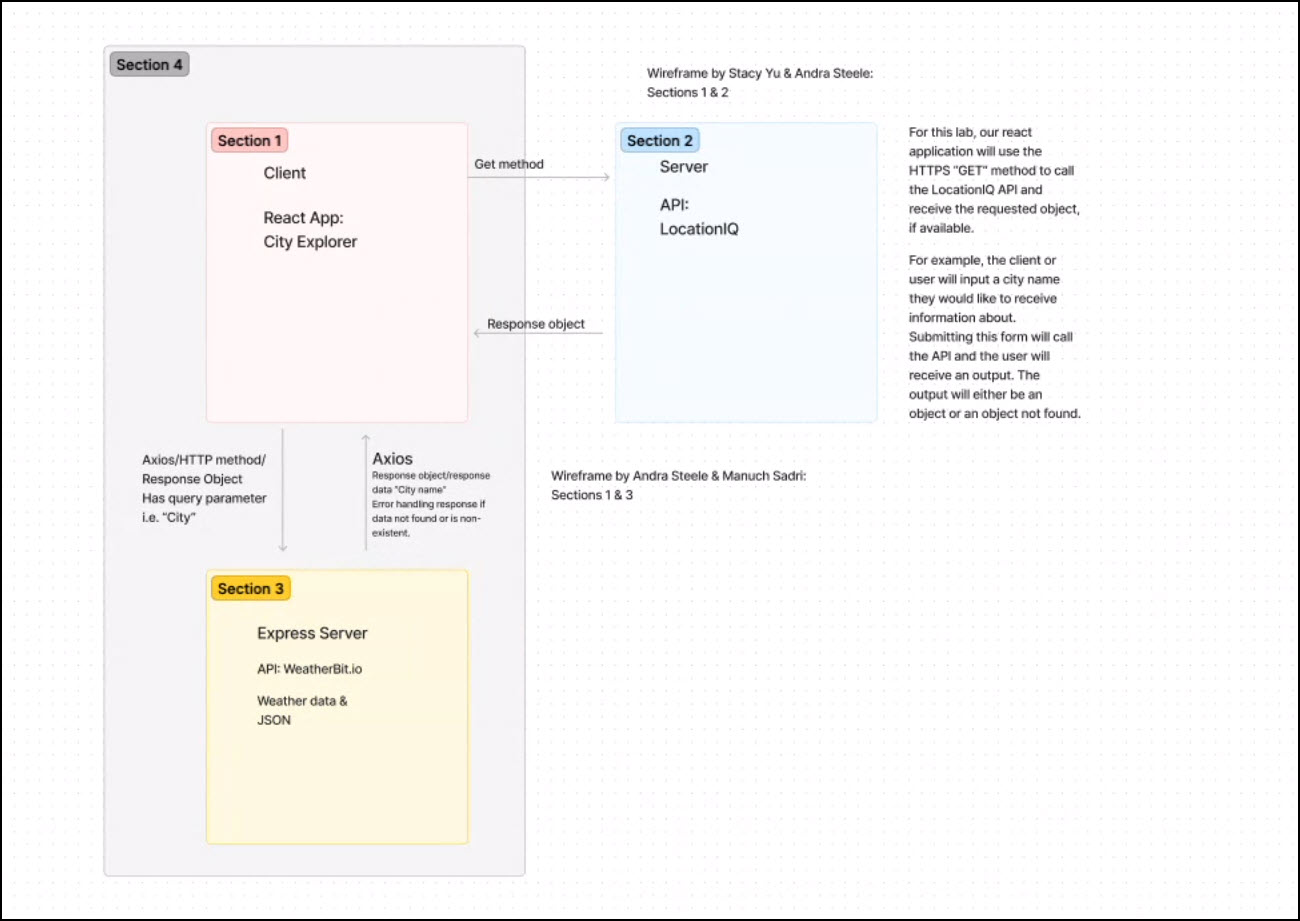 Section 4
Wireframe by Stacy Yu & Andra Steele:
Sections 1 & 2
Section 1
Client
React App:
City Explorer
Get method
Response object
Section 2
Server
API:
LocationIQ
For this lab, our react
application will use the
HTTPS "GET" method to call
the LocationIQ API and
receive the requested object,
if available.
For example, the client or
user will input a city name
they would like to receive
information about.
Submitting this form will call
the API and the user will
receive an output. The
output will either be an
object or an object not found.
Axios/HTTP method/
Response Object
Has query parameter
i.e. "City"
Axios
Response object/response
data "City name"
Error handling response if
data not found or is non-
existent.
Wireframe by Andra Steele & Manuch Sadri:
Sections 1 & 3
Section 3
Express Server
API: WeatherBit.io
Weather data &
JSON